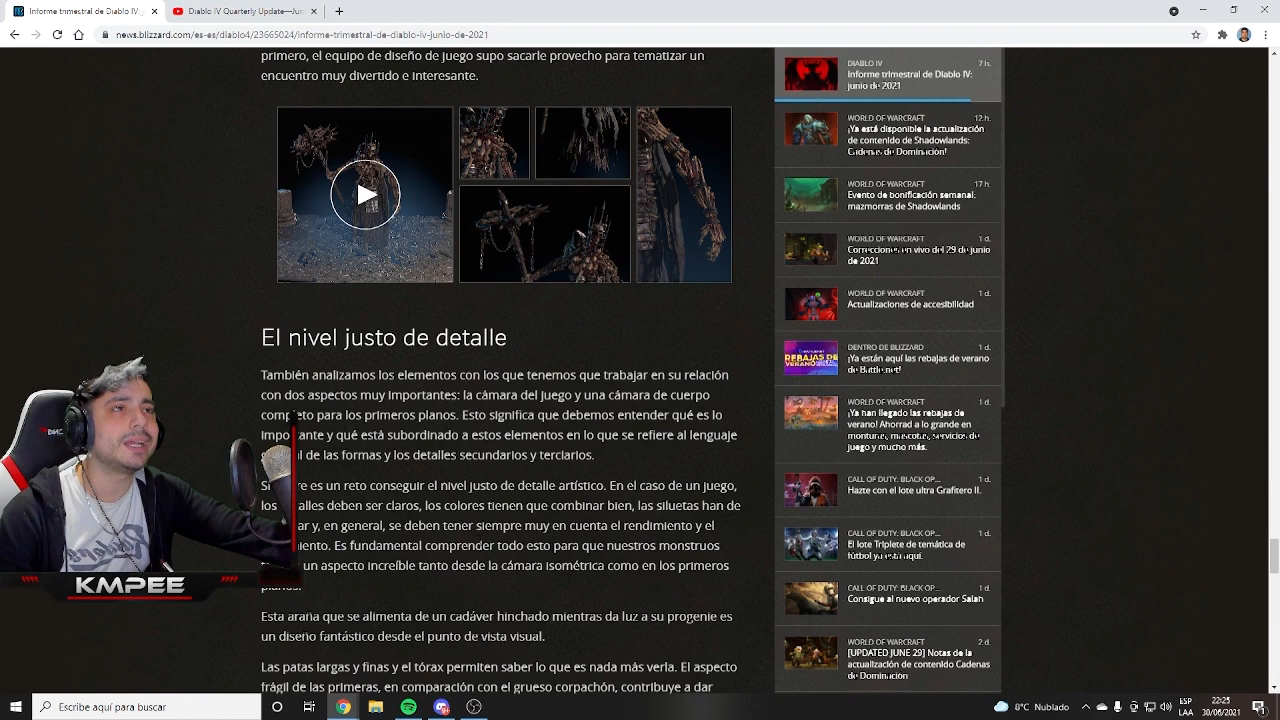 Informe trimestral de Diablo IV:
Diablo IV Quarterly Update—Jun
news.blizzard.com/es-es/diablo4/23665024/informe-trimestral-de-diablo-iv-junio-de-2021
primero, el equipo de diseño de juego supo sacarle provecho para tematizar un
encuentro muy divertido e interesante.
El nivel justo de detalle
También analizamos los elementos con los que tenemos que trabajar en su relación
con dos aspectos muy importantes: la cámara del juego y una cámara de cuerpo
para los primeros planos. Esto significa que debemos entender qué es lo
y qué está subordinado a estos elementos en lo que se refiere al lenguaje
de las formas y los detalles secundarios y terciarios.
es un reto conseguir el nivel justo de detalle artístico. En el caso de un juego,
los deben ser claros, los colores tienen que combinar bien, las siluetas han de
y, en general, se deben tener siempre muy en cuenta el rendimiento y el
Es fundamental comprender todo esto para que nuestros monstruos
un aspecto increíble tanto desde la cámara isométrica como en los primeros
Esta araña que se alimenta de un cadáver hinchado mientras da luz a su progenie es
un diseño fantástico desde el punto de vista visual.
Las patas largas y finas y el tórax permiten saber lo que es nada más verla. El aspecto
frágil de las primeras, en comparación con el grueso corpachón, contribuye a dar
DIABLO IV 7 h.
Informe trimestral de Diablo IV:
junio de 2021
WORLD OF WARCRAFT 12 h.
¡Ya está disponible la actualización
de contenido de Shadowlands:
Cadenas de Dominación!
WORLD OF WARCRAFT 17 h.
Evento de bonificación semanal:
mazmorras de Shadowlands
WORLD OF WARCRAFT 1 d.
Correcciones en vivo del 29 de junio
de 2021
WORLD OF WARCRAFT 1 d.
Actualizaciones de accesibilidad
DENTRO DE BLIZZARD 1 d.
¡Ya están aquí las rebajas de verano
de Battle.net!
REBAJAS DE
VERANO
WORLD OF WARCRAFT 1 d.
¡Ya han llegado las rebajas de
verano! Ahorrad a lo grande en
monturas, mascotas, servicios de
juego y mucho más.
CALL OF DUTY: BLACK OP... 1 d.
Hazte con el lote ultra Grafitero II.
CALL OF DUTY: BLACK OP... 1 d.
El lote Triplete de temática de
fútbol ya está aquí.
CALL OF DUTY: BLACK OP... 1 d.
Consigue al nuevo operador Salah
WORLD OF WARCRAFT 2 d.
[UPDATED JUNE 29] Notas de la
actualización de contenido Cadenas
de Dominación
KMPEE
Escribe aquí para buscar
8°C Nublado
ESP
LAA
22:25
30/06/2021